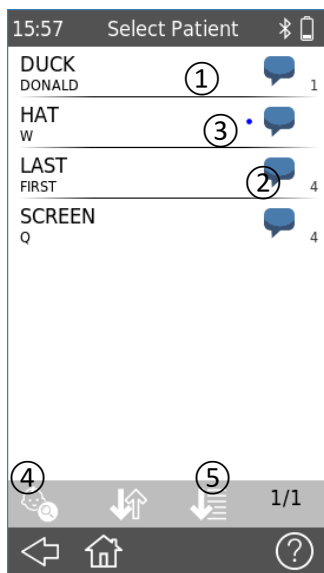 15:57 Select Patient
DUCK
DONALD 1 1
HAT
W 3
LAST
FIRST 2 4
SCREEN
Q 4
4 5 1/1
?